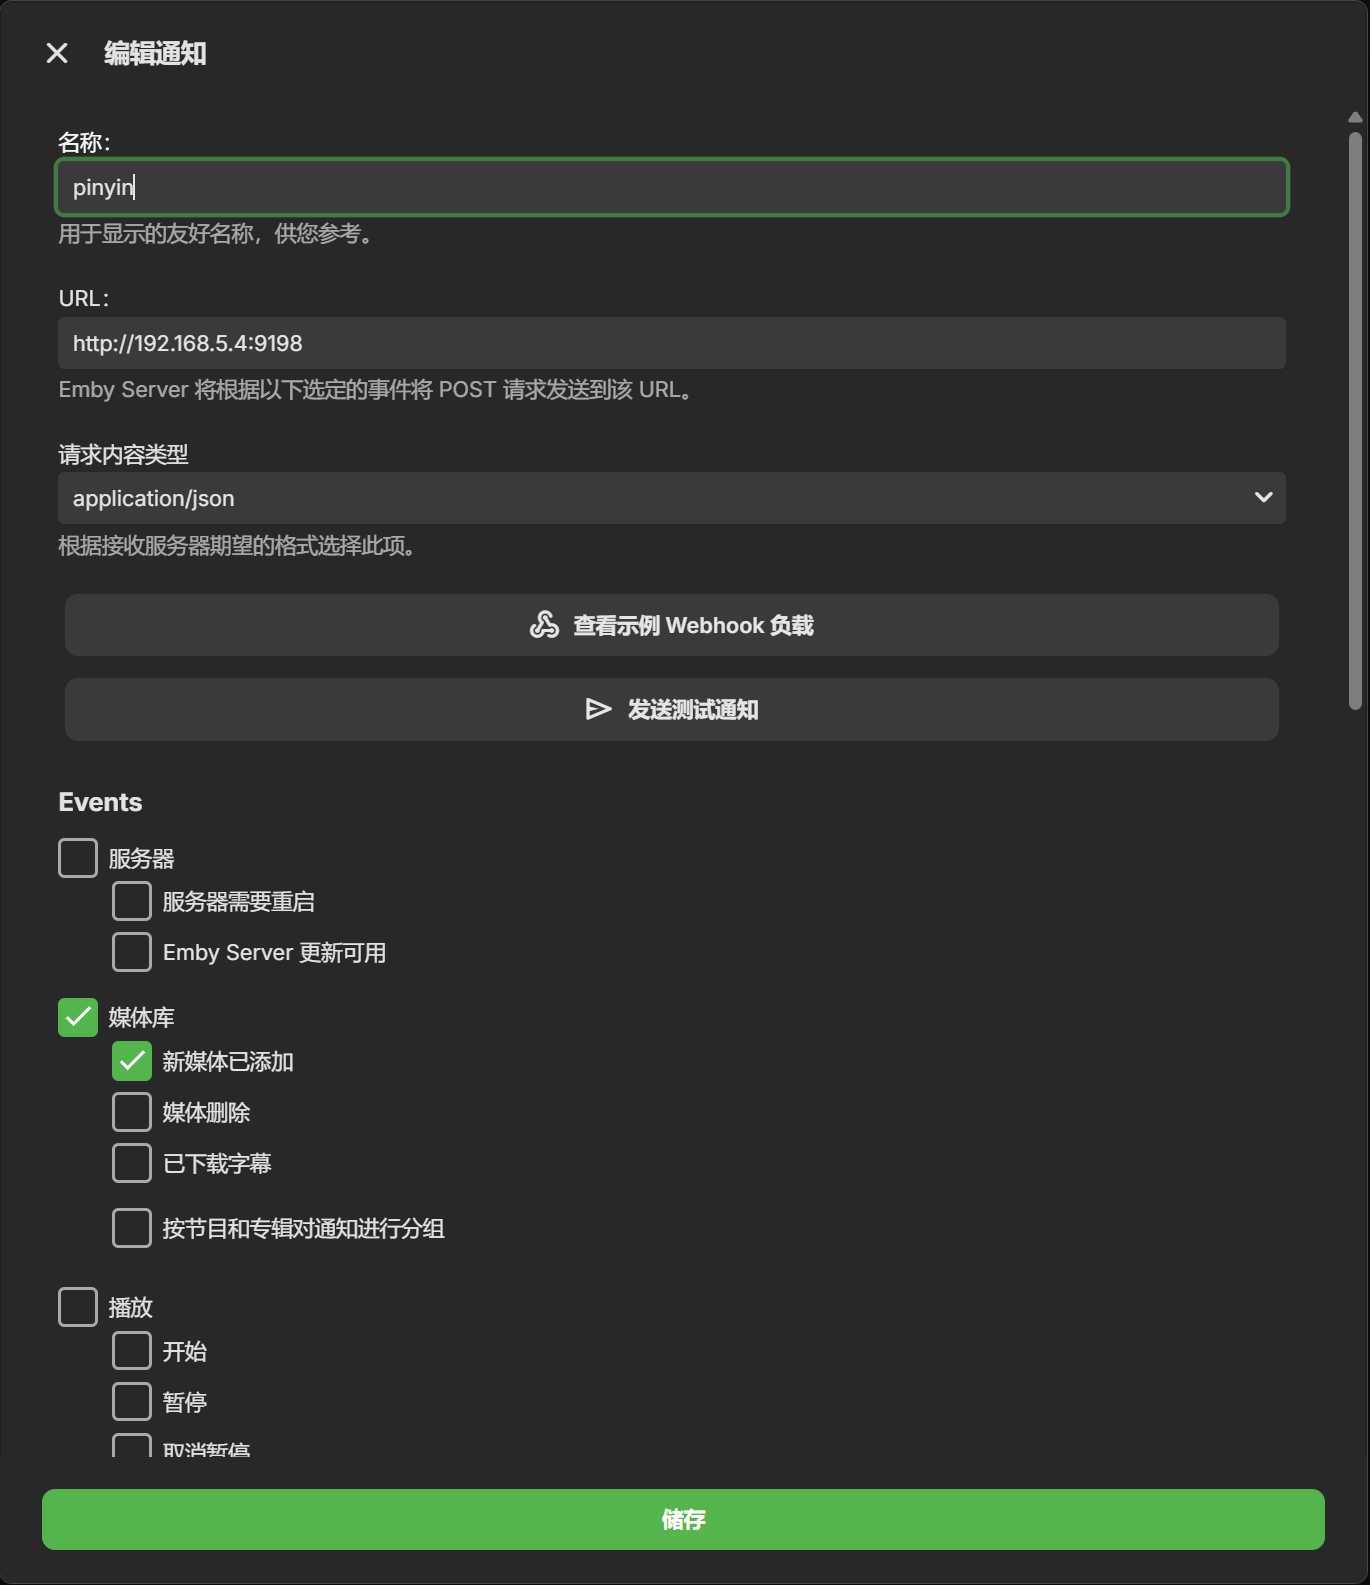 编辑通知
名称：
pinyin
用于显示的友好名称，供您参考。
URL：
http://192.168.5.4:9198
Emby Server 将根据以下选定的事件将 POST 请求发送到该 URL。
请求内容类型
application/json
根据接收服务器期望的格式选择此项。
查看示例 Webhook 负载
发送测试通知
Events
服务器
服务器需要重启
Emby Server 更新可用
媒体库
新媒体已添加
媒体删除
已下载字幕
按节目和专辑对通知进行分组
播放
开始
暂停
取消暂停
储存